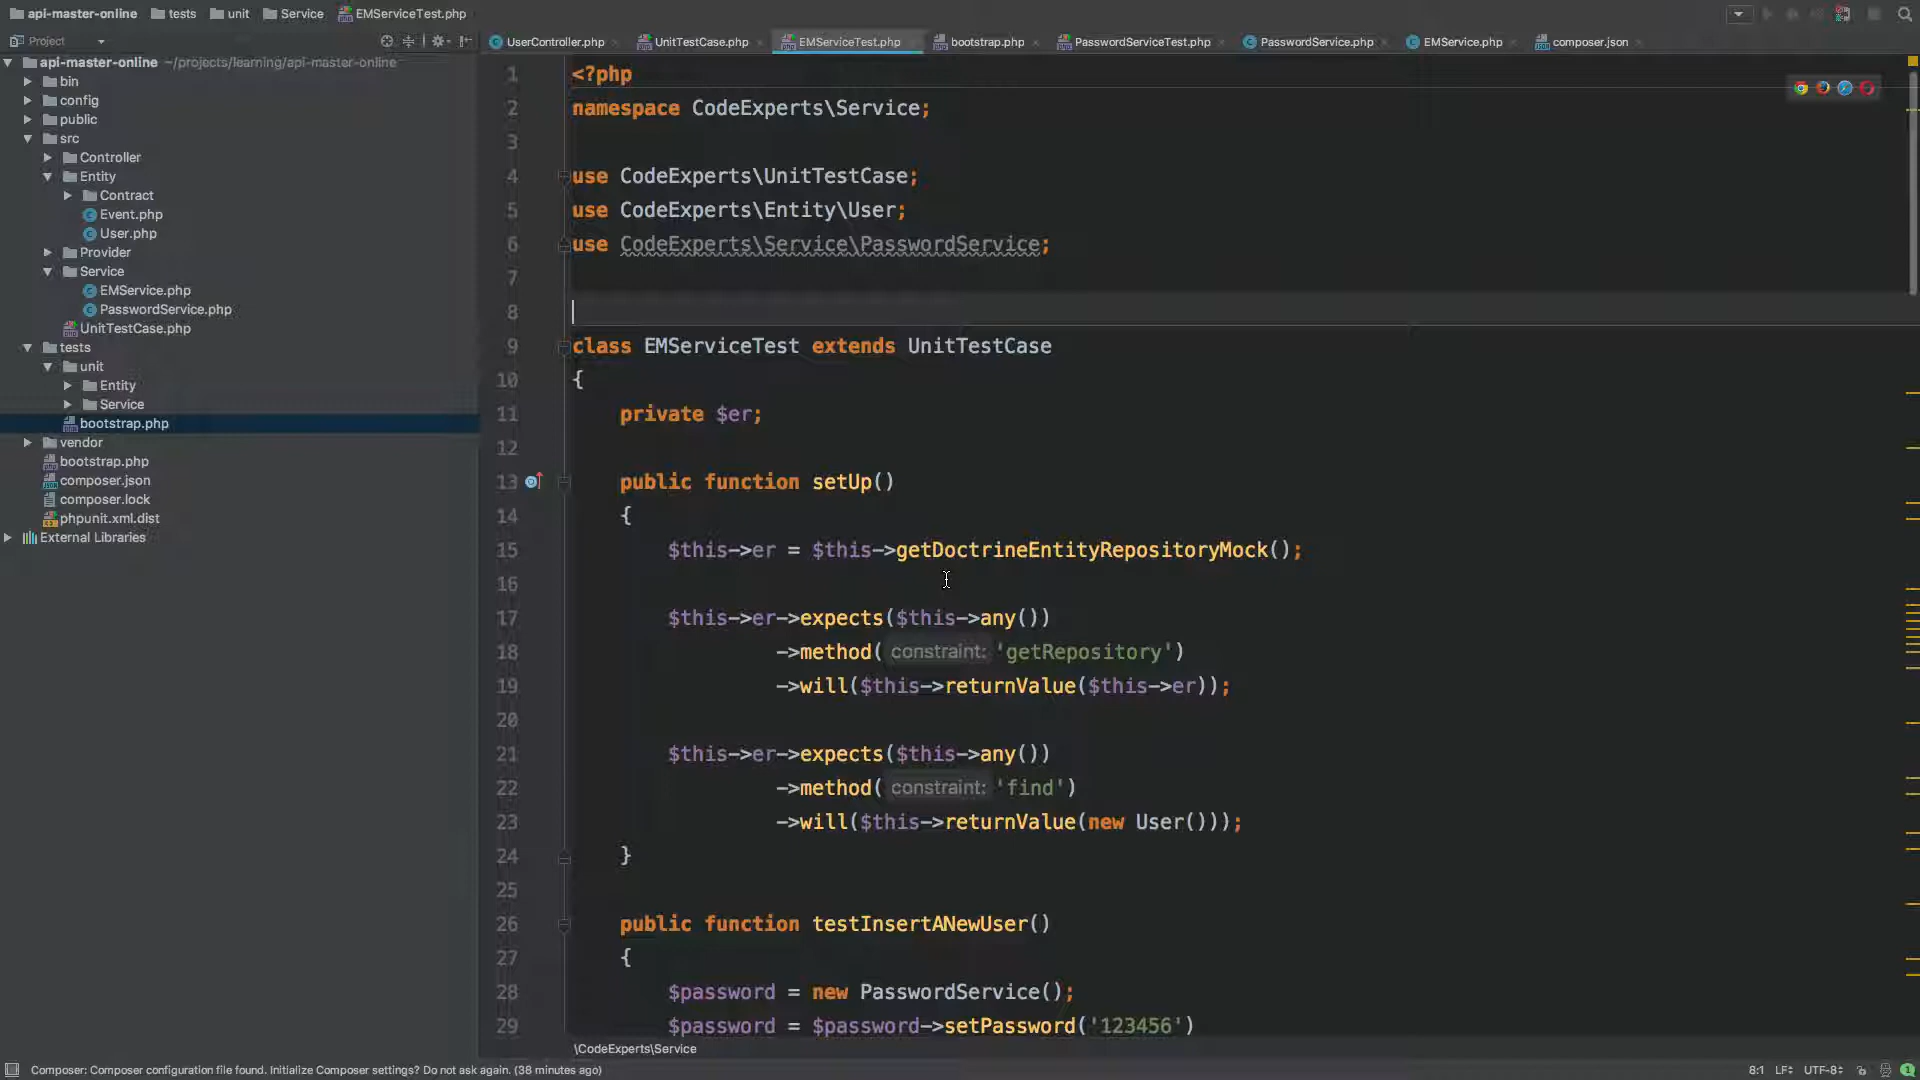 api-master-online tests unit Service EMServiceTest.php
Project
UserController.php UnitTestCase.php EMServiceTest.php bootstrap.php PasswordServiceTest.php PasswordService.php EMService.php composer.json
api-master-online ~/projects/learning/api-master-online
bin
config
public
src
Controller
Entity
Contract
Event.php
User.php
Provider
Service
EMService.php
PasswordService.php
UnitTestCase.php
tests
unit
Entity
Service
bootstrap.php
vendor
bootstrap.php
composer.json
composer.lock
phpunit.xml.dist
External Libraries
1 <?php
2 namespace CodeExperts\Service;
3
4 use CodeExperts\UnitTestCase;
5 use CodeExperts\Entity\User;
6 use CodeExperts\Service\PasswordService;
7
8
9 class EMServiceTest extends UnitTestCase
10 {
11 private $er;
12
13 public function setUp()
14 {
15 $this->er = $this->getDoctrineEntityRepositoryMock();
16
17 $this->er->expects($this->any())
18 ->method( constraint: 'getRepository')
19 ->will($this->returnValue($this->er));
20
21 $this->er->expects($this->any())
22 ->method( constraint: 'find')
23 ->will($this->returnValue(new User()));
24 }
25
26 public function testInsertANewUser()
27 {
28 $password = new PasswordService();
29 $password = $password->setPassword('123456')
\CodeExperts\Service
Composer: Composer configuration file found. Initialize Composer settings? Do not ask again. (38 minutes ago)
8:1 LF UTF-8 1